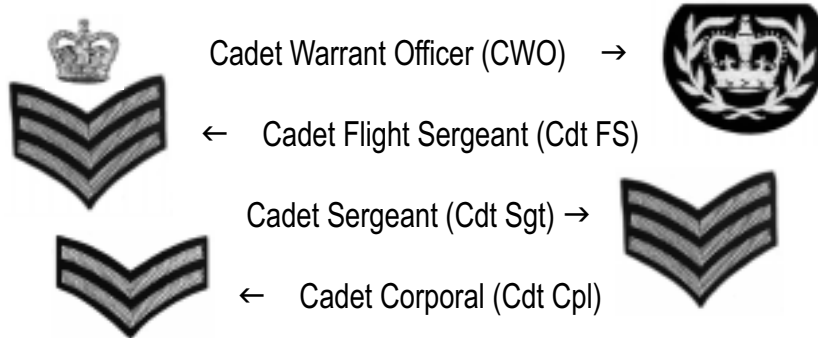 Cadet Warrant Officer (CWO) →
← Cadet Flight Sergeant (Cdt FS)
Cadet Sergeant (Cdt Sgt) →
← Cadet Corporal (Cdt Cpl)